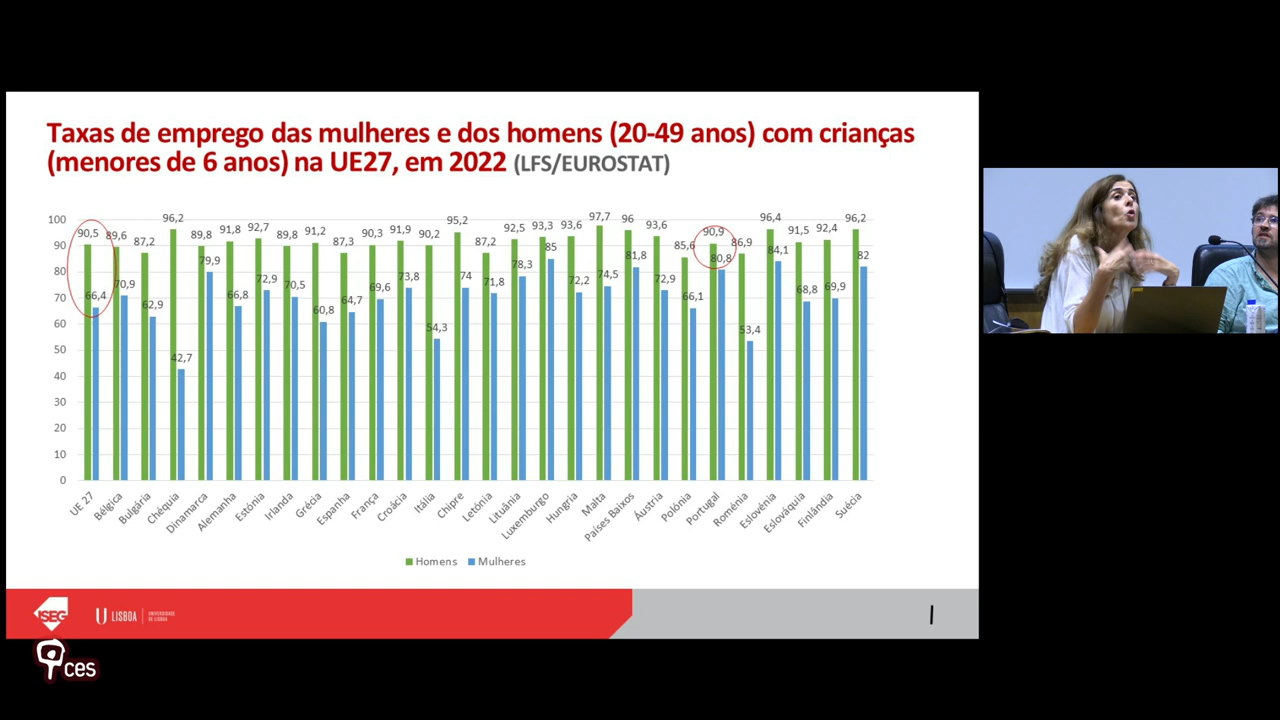 Taxas de emprego das mulheres e dos homens (20-49 anos) com crianças
(menores de 6 anos) na UE27, em 2022 (LFS/EUROSTAT)
100
90
80
70
60
50
40
30
20
10
0
90,5
66,4
89,6
70,9
87,2
62,9
96,2
42,7
89,8
79,9
91,8
66,8
92,7
72,9
89,8
70,5
91,2
60,8
87,3
64,7
90,3
69,6
91,9
73,8
90,2
54,3
95,2
74
87,2
71,8
92,5
78,3
93,3
85
93,6
72,2
97,7
74,5
96
81,8
93,6
72,9
85,6
66,1
90,9
80,8
86,9
53,4
96,4
84,1
91,5
68,8
92,4
69,9
96,2
82
UE 27
Bélgica
Bulgária
Chéquia
Dinamarca
Alemanha
Estónia
Irlanda
Grécia
Espanha
França
Croácia
Itália
Chipre
Letónia
Lituânia
Luxemburgo
Hungria
Malta
Países Baixos
Áustria
Polónia
Portugal
Roménia
Eslovénia
Eslováquia
Finlândia
Suécia
Homens
Mulheres
ISEG
U LISBOA
UNIVERSIDADE
DE LISBOA
ces